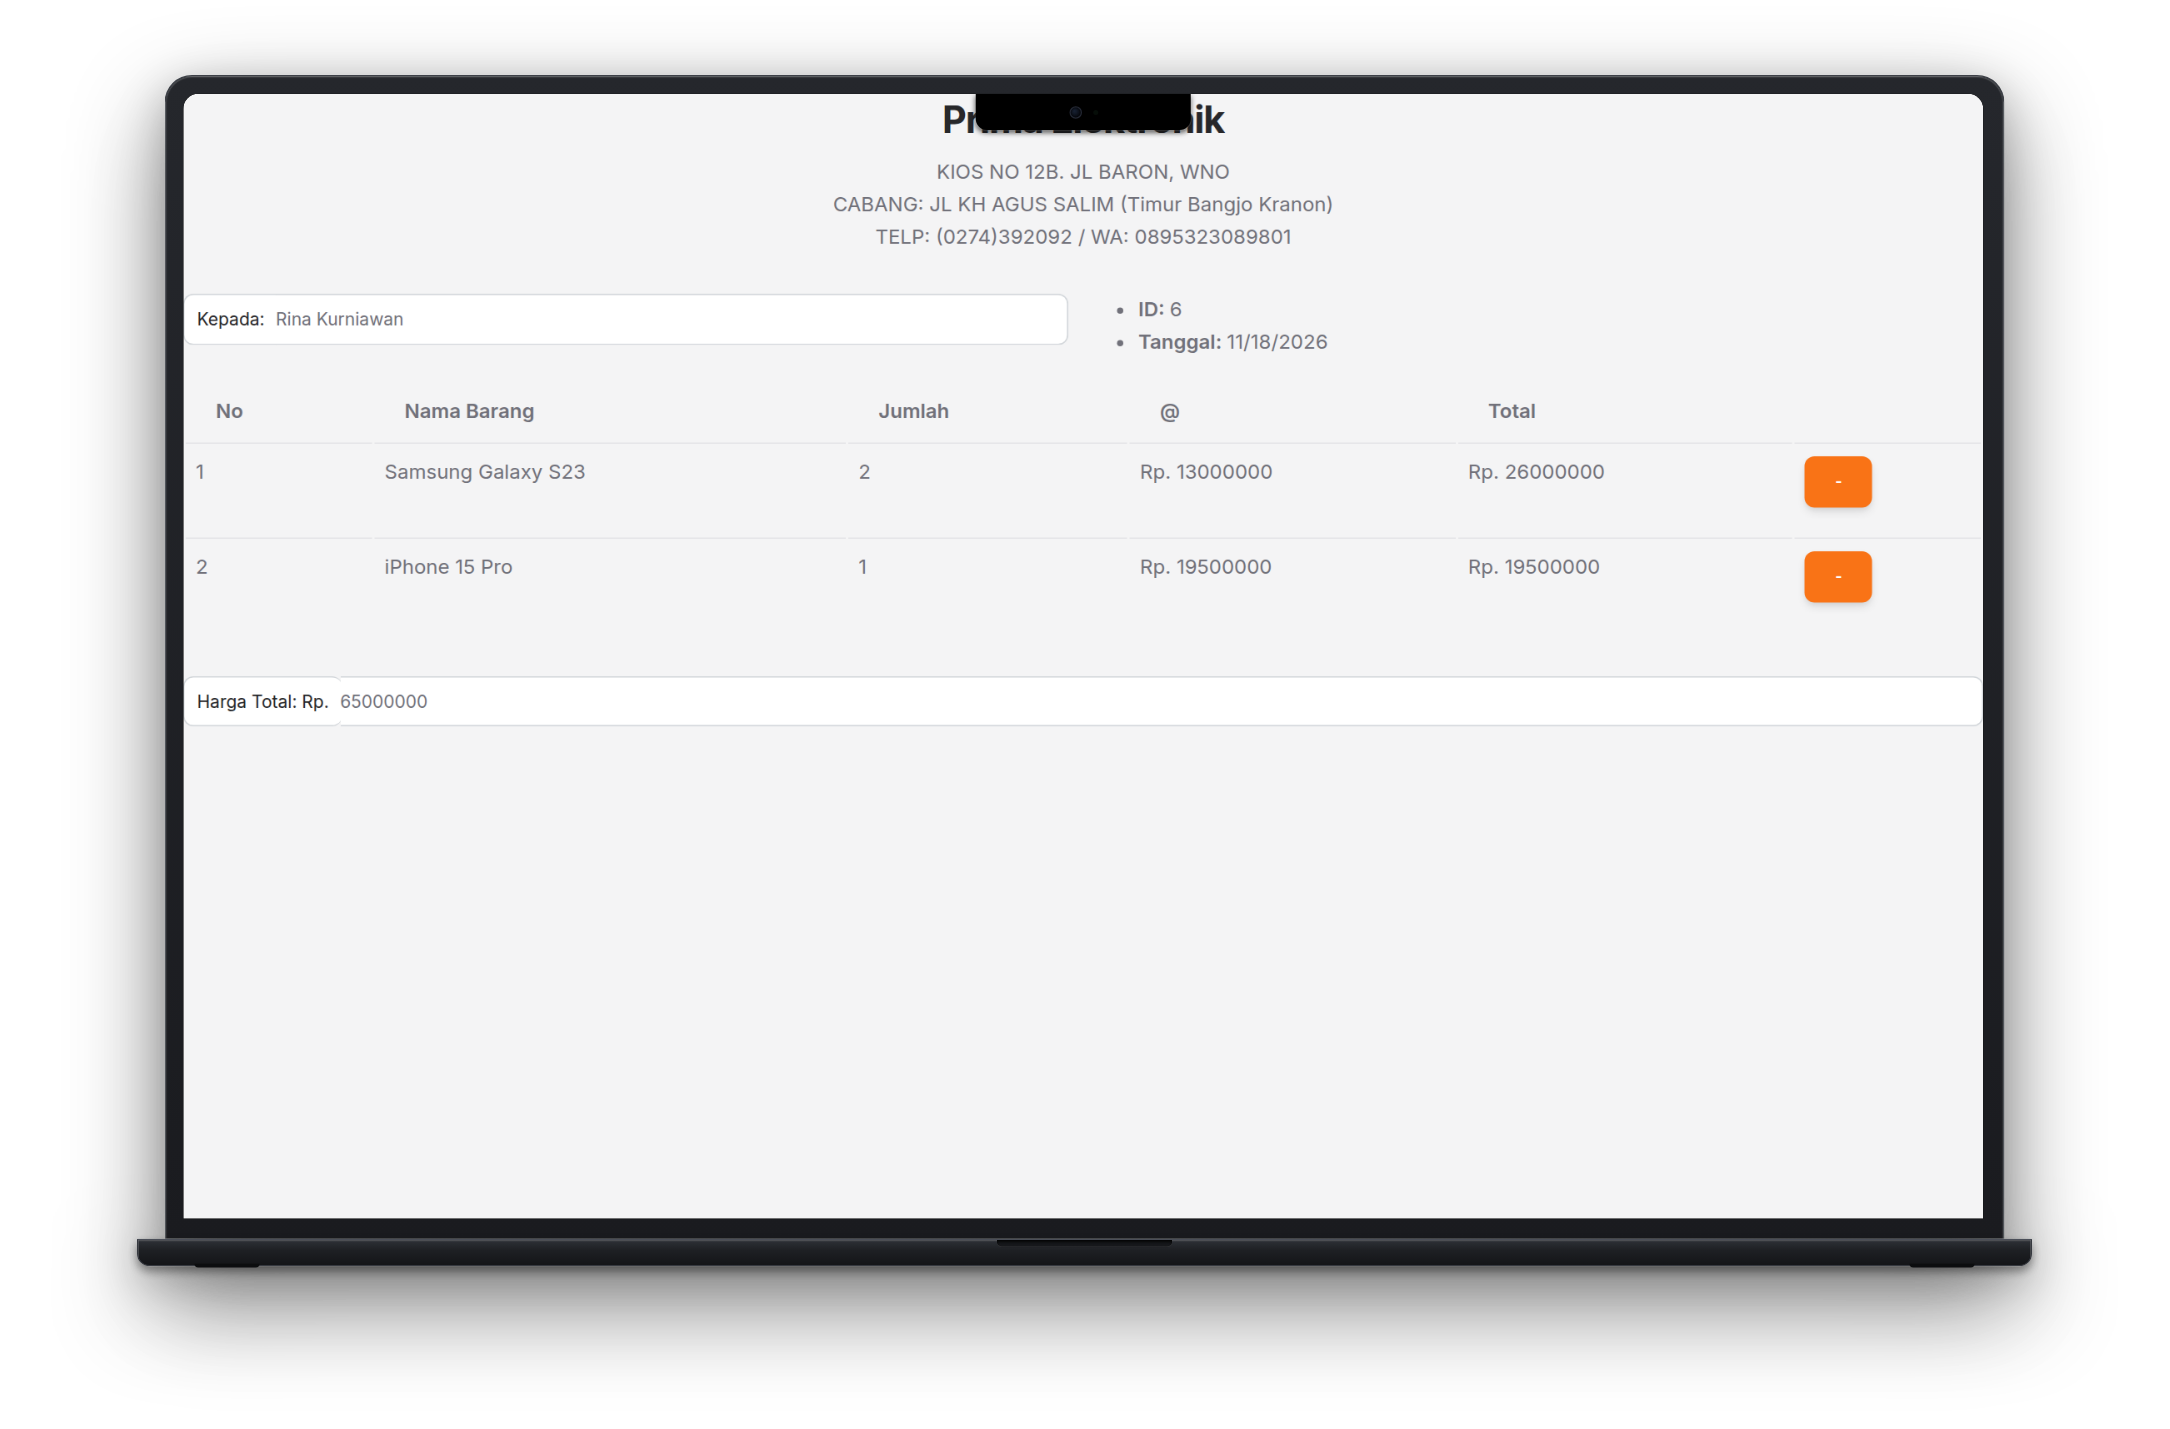 KIOS NO 12B. JL BARON, WNO
CABANG: JL KH AGUS SALIM (Timur Bangjo Kranon)
TELP: (0274)392092 / WA: 0895323089801
Kepada: Rina Kurniawan
• ID: 6
• Tanggal: 11/18/2026
No Nama Barang Jumlah @ Total
1 Samsung Galaxy S23 2 Rp. 13000000 Rp. 26000000 -
2 iPhone 15 Pro 1 Rp. 19500000 Rp. 19500000 -
Harga Total: Rp. 65000000